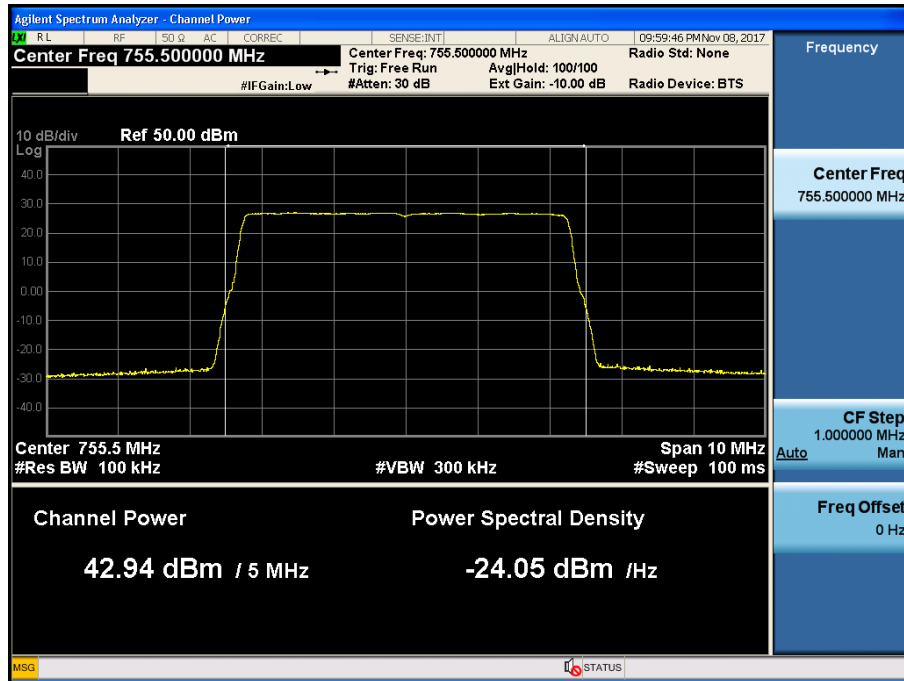 Agilent Spectrum Analyzer - Channel Power
LXI RL RF 50 Ω AC CORREC SENSE:INT ALIGN AUTO 09:59:46 PM Nov 08, 2017
Center Freq 755.500000 MHz
Center Freq: 755.500000 MHz Radio Std: None
Trig: Free Run Avg|Hold: 100/100
#IFGain:Low #Atten: 30 dB Ext Gain: -10.00 dB Radio Device: BTS
10 dB/div Ref 50.00 dBm
Log
40.0
30.0
20.0
10.0
0.00
-10.0
-20.0
-30.0
-40.0
Center 755.5 MHz Span 10 MHz
#Res BW 100 kHz #VBW 300 kHz #Sweep 100 ms
Channel Power Power Spectral Density
42.94 dBm / 5 MHz -24.05 dBm /Hz
MSG STATUS
Frequency
Center Freq
755.500000 MHz
CF Step
1.000000 MHz
Auto Man
Freq Offset
0 Hz